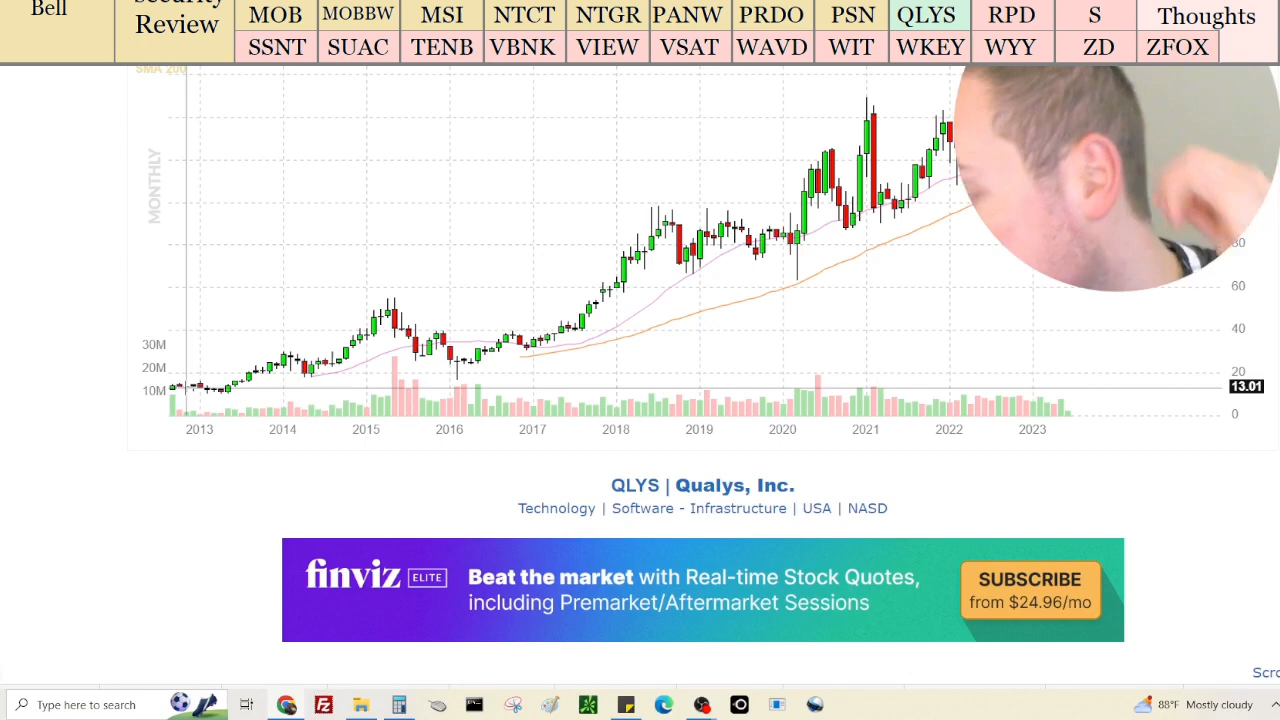 Bell
security
Review
MOB
MOBBW
MSI
NTCT
NTGR
PANW
PRDO
PSN
QLYS
RPD
S
Thoughts
SSNT
SUAC
TENB
VBNK
VIEW
VSAT
WAVD
WIT
WKEY
WYY
ZD
ZFOX
SMA 200
MONTHLY
80
60
40
20
13.01
0
30M
20M
10M
2013 2014 2015 2016 2017 2018 2019 2020 2021 2022 2023
QLYS | Qualys, Inc.
Technology | Software - Infrastructure | USA | NASD
finviz ELITE
Beat the market with Real-time Stock Quotes,
including Premarket/Aftermarket Sessions
SUBSCRIBE
from $24.96/mo
Type here to search
88°F Mostly cloudy